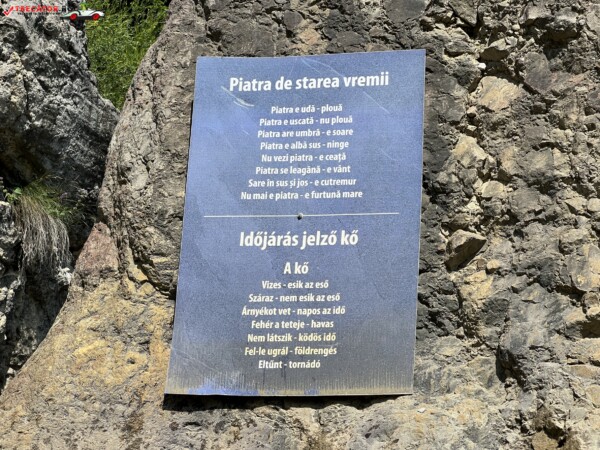 Piatra de starea vremii
Piatra e udă - plouă
Piatra e uscată - nu plouă
Piatra are umbră - e soare
Piatra e albă sus - ninge
Nu vezi piatra - e ceață
Piatra se leagănă - e vânt
Sare în sus și jos - e cutremur
Nu mai e piatra - e furtună mare
Időjárás jelző kő
A kő
Vizes - esik az eső
Száraz - nem esik az eső
Árnyékot vet - napos az idő
Fehér a teteje - havas
Nem látszik - ködös idő
Fel-le ugrál - földrengés
Eltűnt - tornádó